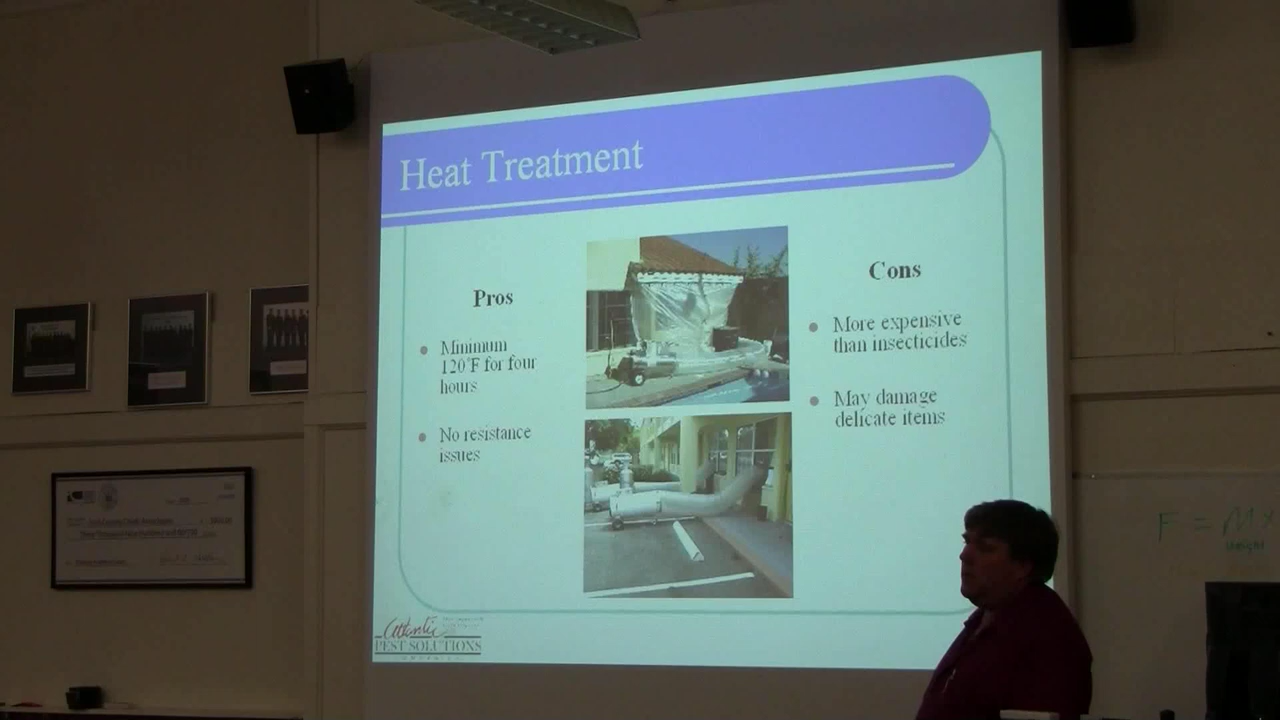 Heat Treatment
Pros
Minimum
120°F for four
hours
No resistance
issues
Cons
More expensive
than insecticides
May damage
delicate items
Atlantic
PEST SOLUTIONS
F = M